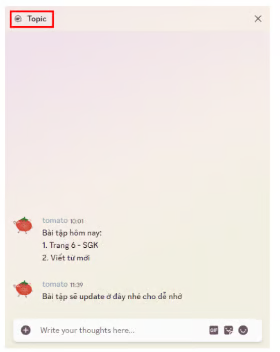 Topic
tomato 10:01
Bài tập hôm nay:
1. Trang 6 - SGK
2. Viết từ mới
tomato 11:39
Bài tập sẽ update ở đây nhé cho dễ nhớ
Write your thoughts here...
GIF